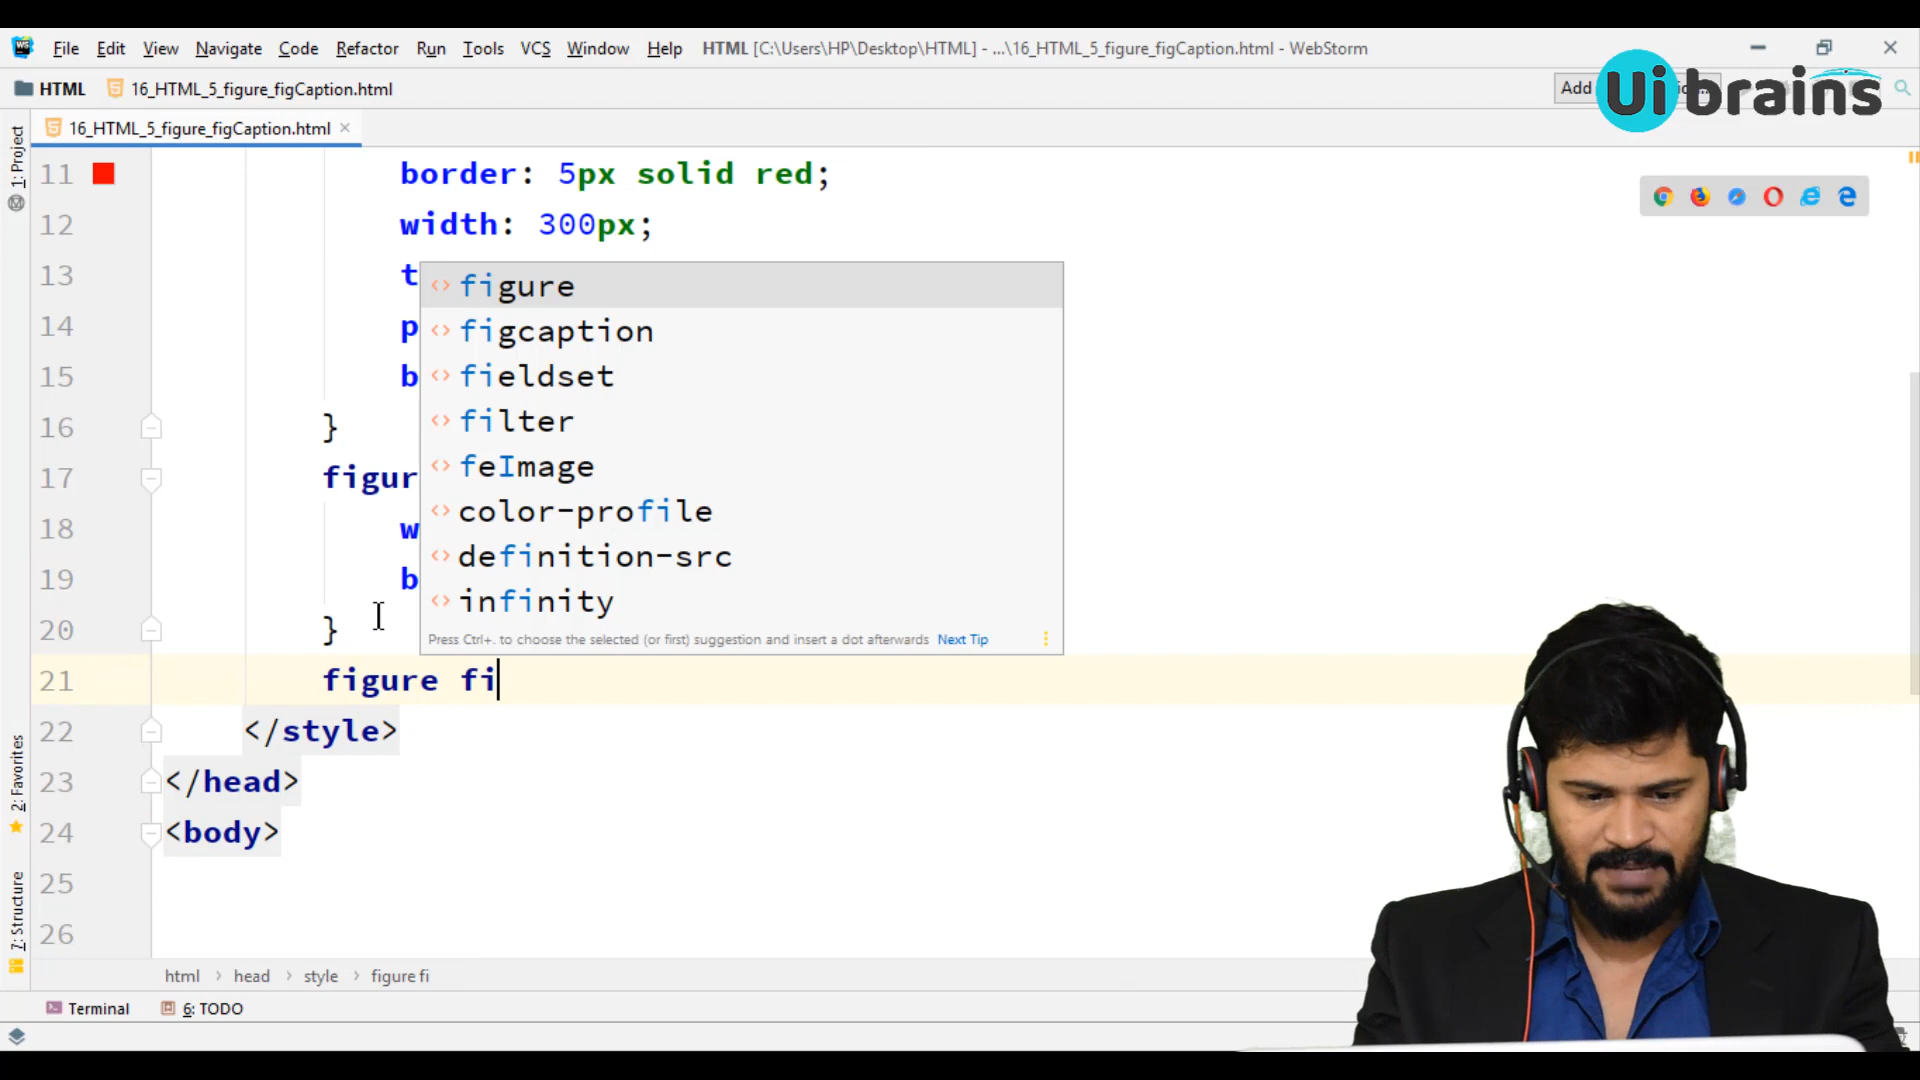 File Edit View Navigate Code Refactor Run Tools VCS Window Help HTML [C:\Users\HP\Desktop\HTML] - ...\16_HTML_5_figure_figCaption.html - WebStorm
HTML 16_HTML_5_figure_figCaption.html
Add
Ui brains
16_HTML_5_figure_figCaption.html
1: Project
11 border: 5px solid red;
12 width: 300px;
13 t
14 p
15 b
16 }
17 figur
18 w
19 b
20 }
21 figure fi
22 </style>
23 </head>
24 <body>
25
26
figure
figcaption
fieldset
filter
feImage
color-profile
definition-src
infinity
Press Ctrl+. to choose the selected (or first) suggestion and insert a dot afterwards Next Tip
2: Favorites
7: Structure
html > head > style > figure fi
Terminal 6: TODO